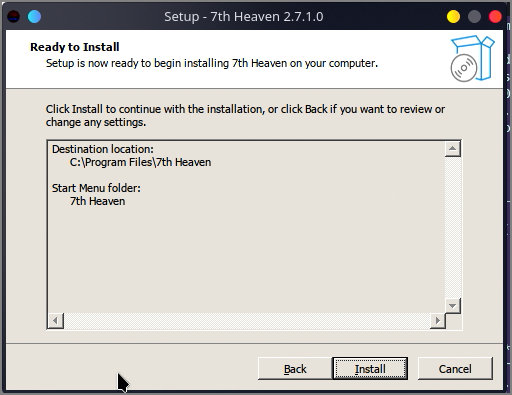 Setup - 7th Heaven 2.7.1.0
Ready to Install
Setup is now ready to begin installing 7th Heaven on your computer.
Click Install to continue with the installation, or click Back if you want to review or
change any settings.
Destination location:
C:\Program Files\7th Heaven
Start Menu folder:
7th Heaven
Back
Install
Cancel